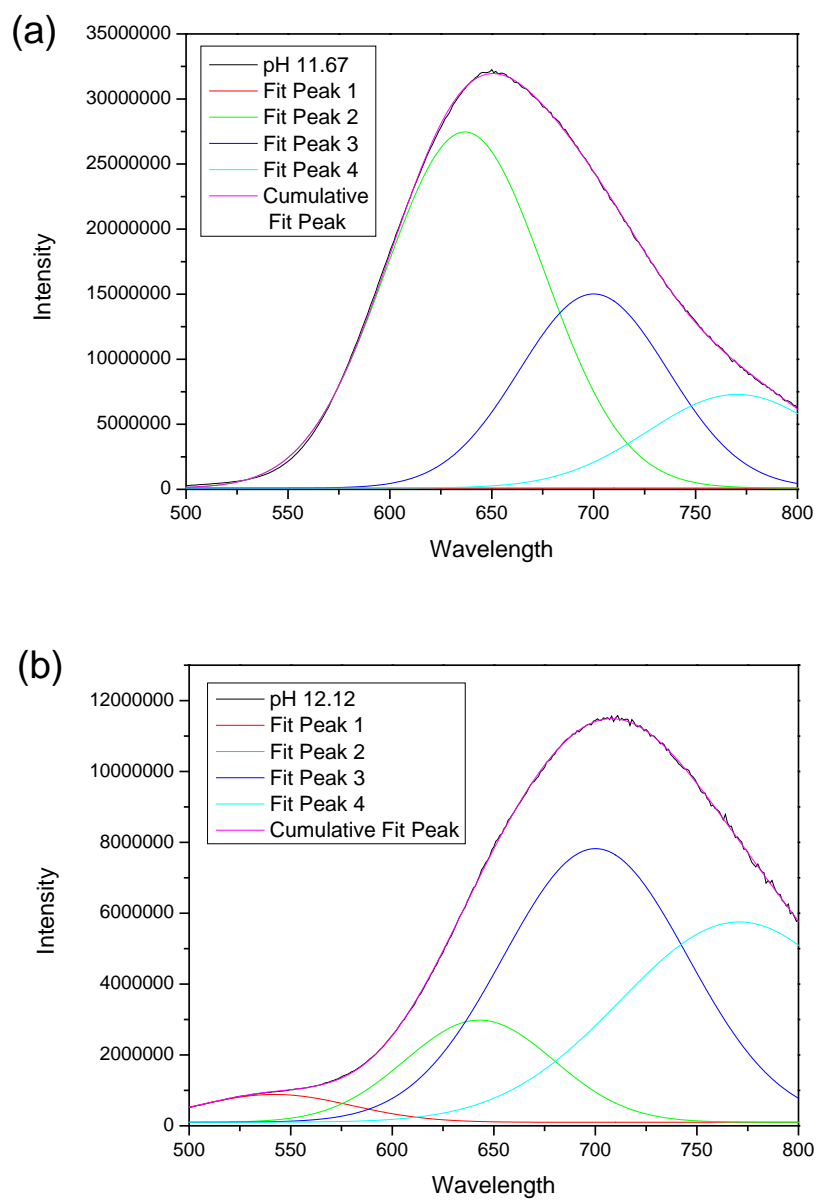 (a)
35000000
30000000
25000000
20000000
15000000
10000000
5000000
0
Intensity
pH 11.67
Fit Peak 1
Fit Peak 2
Fit Peak 3
Fit Peak 4
Cumulative
Fit Peak
500 550 600 650 700 750 800
Wavelength
(b)
12000000
10000000
8000000
6000000
4000000
2000000
0
Intensity
pH 12.12
Fit Peak 1
Fit Peak 2
Fit Peak 3
Fit Peak 4
Cumulative Fit Peak
500 550 600 650 700 750 800
Wavelength